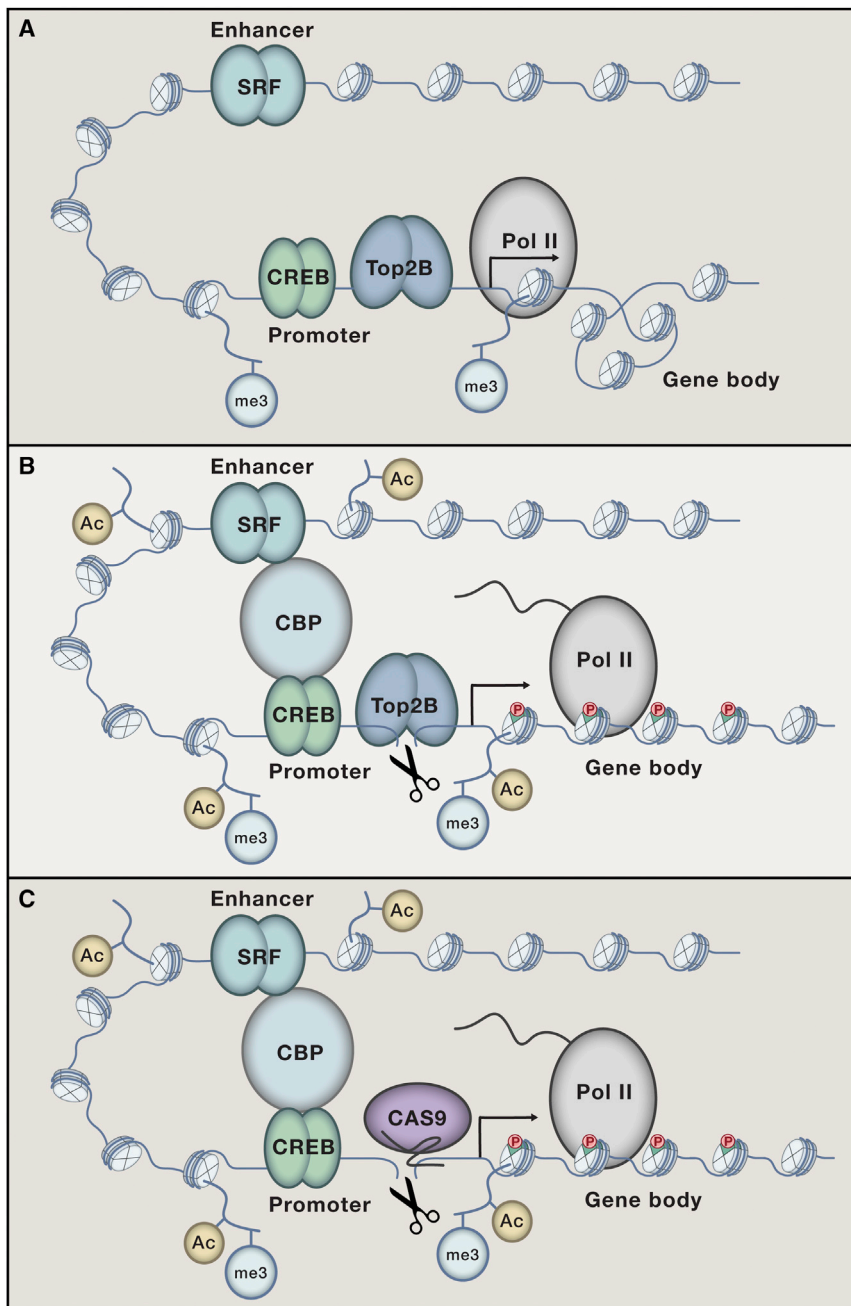 A
Enhancer
SRF
Pol II
CREB
Top2B
Promoter
me3
me3
Gene body
B
Enhancer
Ac
Ac
SRF
CBP
Pol II
CREB
Top2B
P
P
P
P
Promoter
Gene body
Ac
Ac
me3
me3
C
Enhancer
Ac
Ac
SRF
CBP
Pol II
CAS9
CREB
P
P
P
P
Promoter
Gene body
Ac
Ac
me3
me3